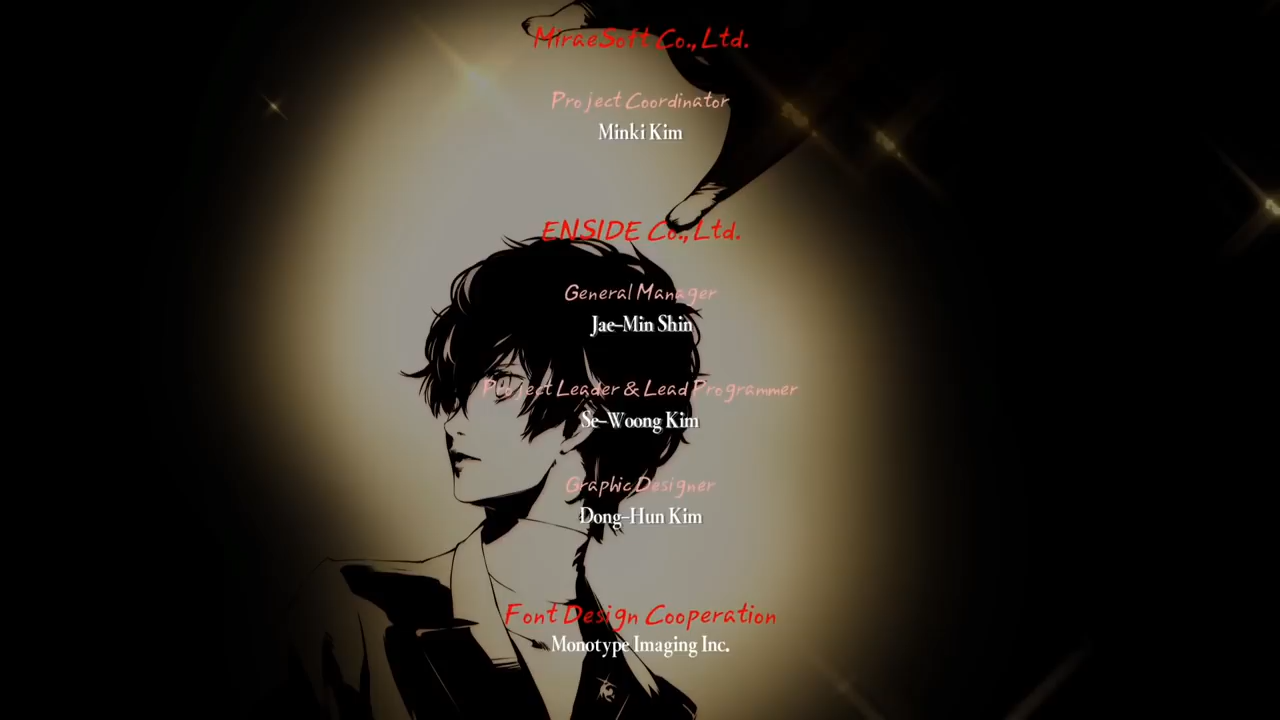 MiraeSoft Co., Ltd.
Project Coordinator
Minki Kim
ENSIDE Co., Ltd.
General Manager
Jae-Min Shin
Project Leader & Lead Programmer
Se-Woong Kim
Graphic Designer
Dong-Hun Kim
Font Design Cooperation
Monotype Imaging Inc.